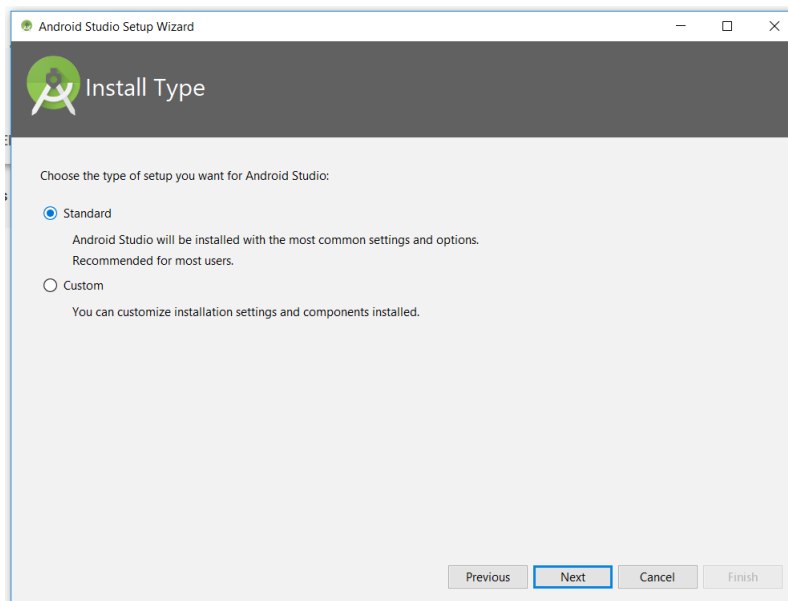 Android Studio Setup Wizard
Install Type
Choose the type of setup you want for Android Studio:
Standard
Android Studio will be installed with the most common settings and options.
Recommended for most users.
Custom
You can customize installation settings and components installed.
Previous Next Cancel Finish